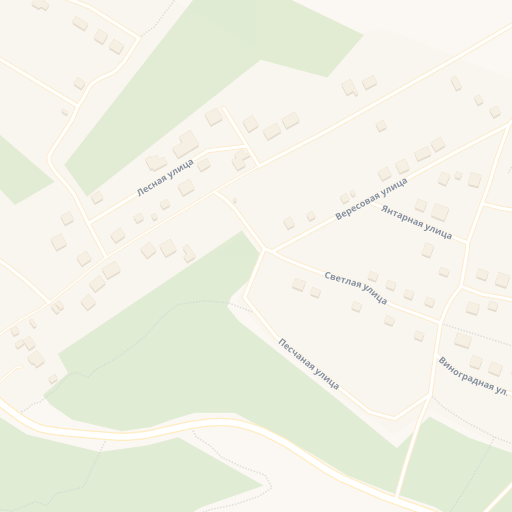 Лесная улица
Вересовая улица
Янтарная улица
Светлая улица
Песчаная улица
Виноградная ул.